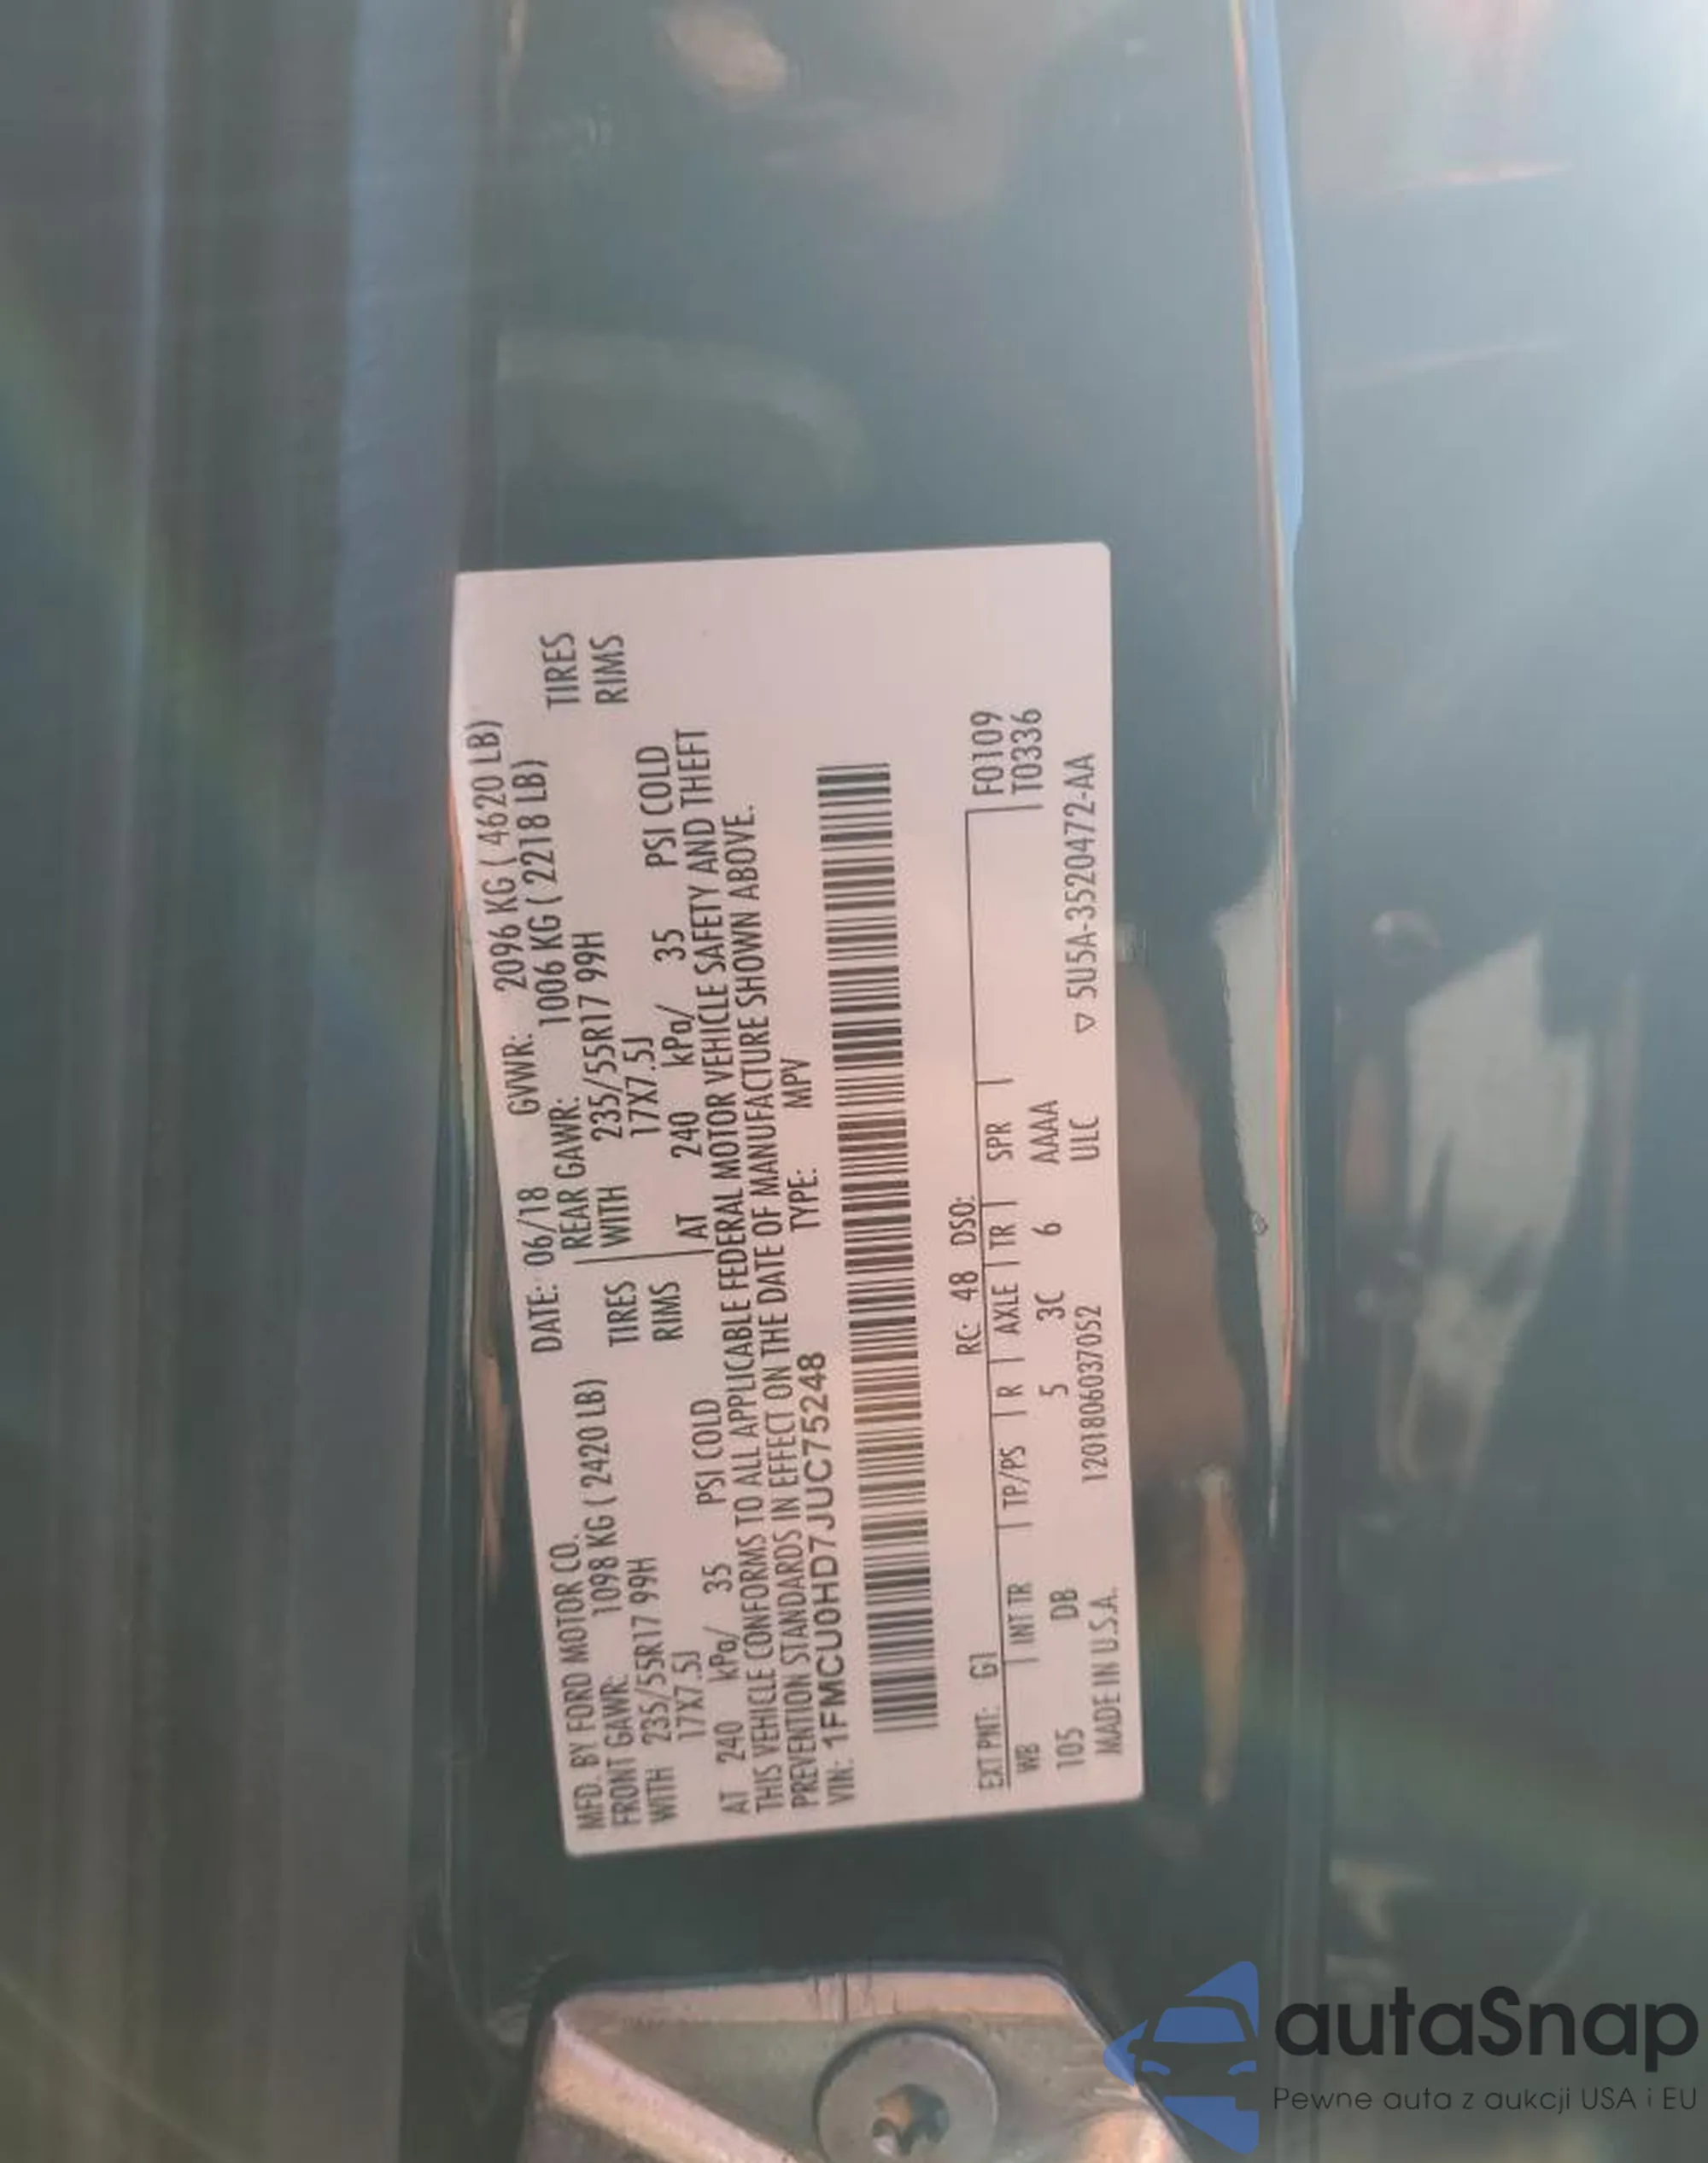 MFD. BY FORD MOTOR CO. DATE: 06/18 GVWR: 2096 KG ( 4620 LB)
FRONT GAWR: 1098 KG ( 2420 LB) REAR GAWR: 1006 KG ( 2218 LB)
WITH 235/55R17 99H TIRES WITH 235/55R17 99H TIRES
17X7.5J RIMS 17X7.5J RIMS
AT 240 kPa/ 35 PSI COLD AT 240 kPa/ 35 PSI COLD
THIS VEHICLE CONFORMS TO ALL APPLICABLE FEDERAL MOTOR VEHICLE SAFETY AND THEFT
PREVENTION STANDARDS IN EFFECT ON THE DATE OF MANUFACTURE SHOWN ABOVE.
VIN: 1FMCU0HD7JUC75248 TYPE: MPV
EXT PNT: G1 RC: 48 DSO: F0109
WB INT TR TP/PS R AXLE TR SPR T0336
105 DB 5 3C 6 AAAA
MADE IN U.S.A. 12018060370S2 ULC ▽ 5U5A-3520472-AA
autaSnap
Pewne auta z aukcji USA i EU